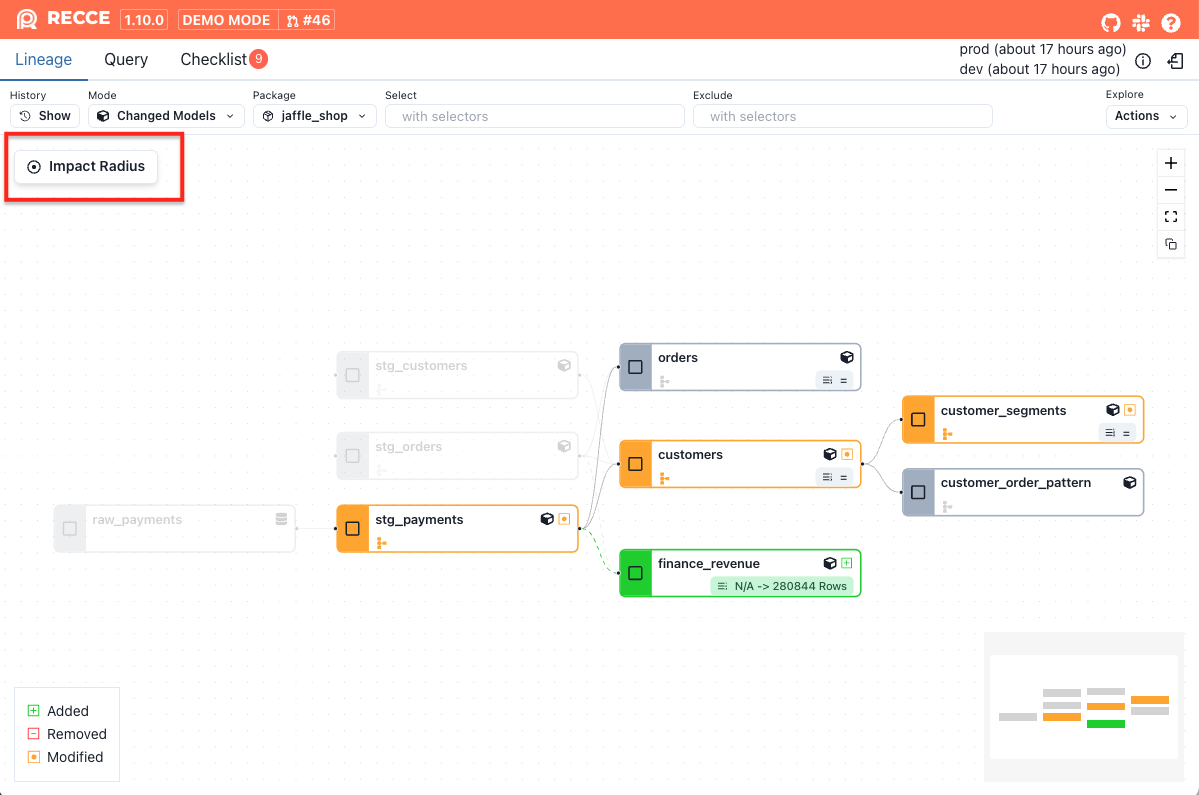 RECCE 1.10.0 DEMO MODE #46
Lineage Query Checklist 9
prod (about 17 hours ago)
dev (about 17 hours ago)
History Mode Package Select Exclude Explore
Show Changed Models jaffle_shop with selectors with selectors Actions
Impact Radius
stg_customers
orders
=
customer_segments
=
stg_orders
customers
=
customer_order_pattern
raw_payments
stg_payments
finance_revenue
N/A -> 280844 Rows
Added
Removed
Modified